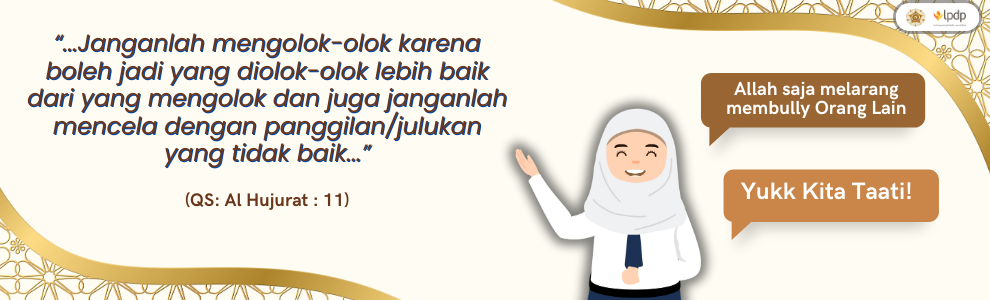 “...Janganlah mengolok-olok karena
boleh jadi yang diolok-olok lebih baik
dari yang mengolok dan juga janganlah
mencela dengan panggilan/julukan
yang tidak baik...”
(QS: Al Hujurat : 11)
lpdp
Allah saja melarang
membully Orang Lain
Yukk Kita Taati!